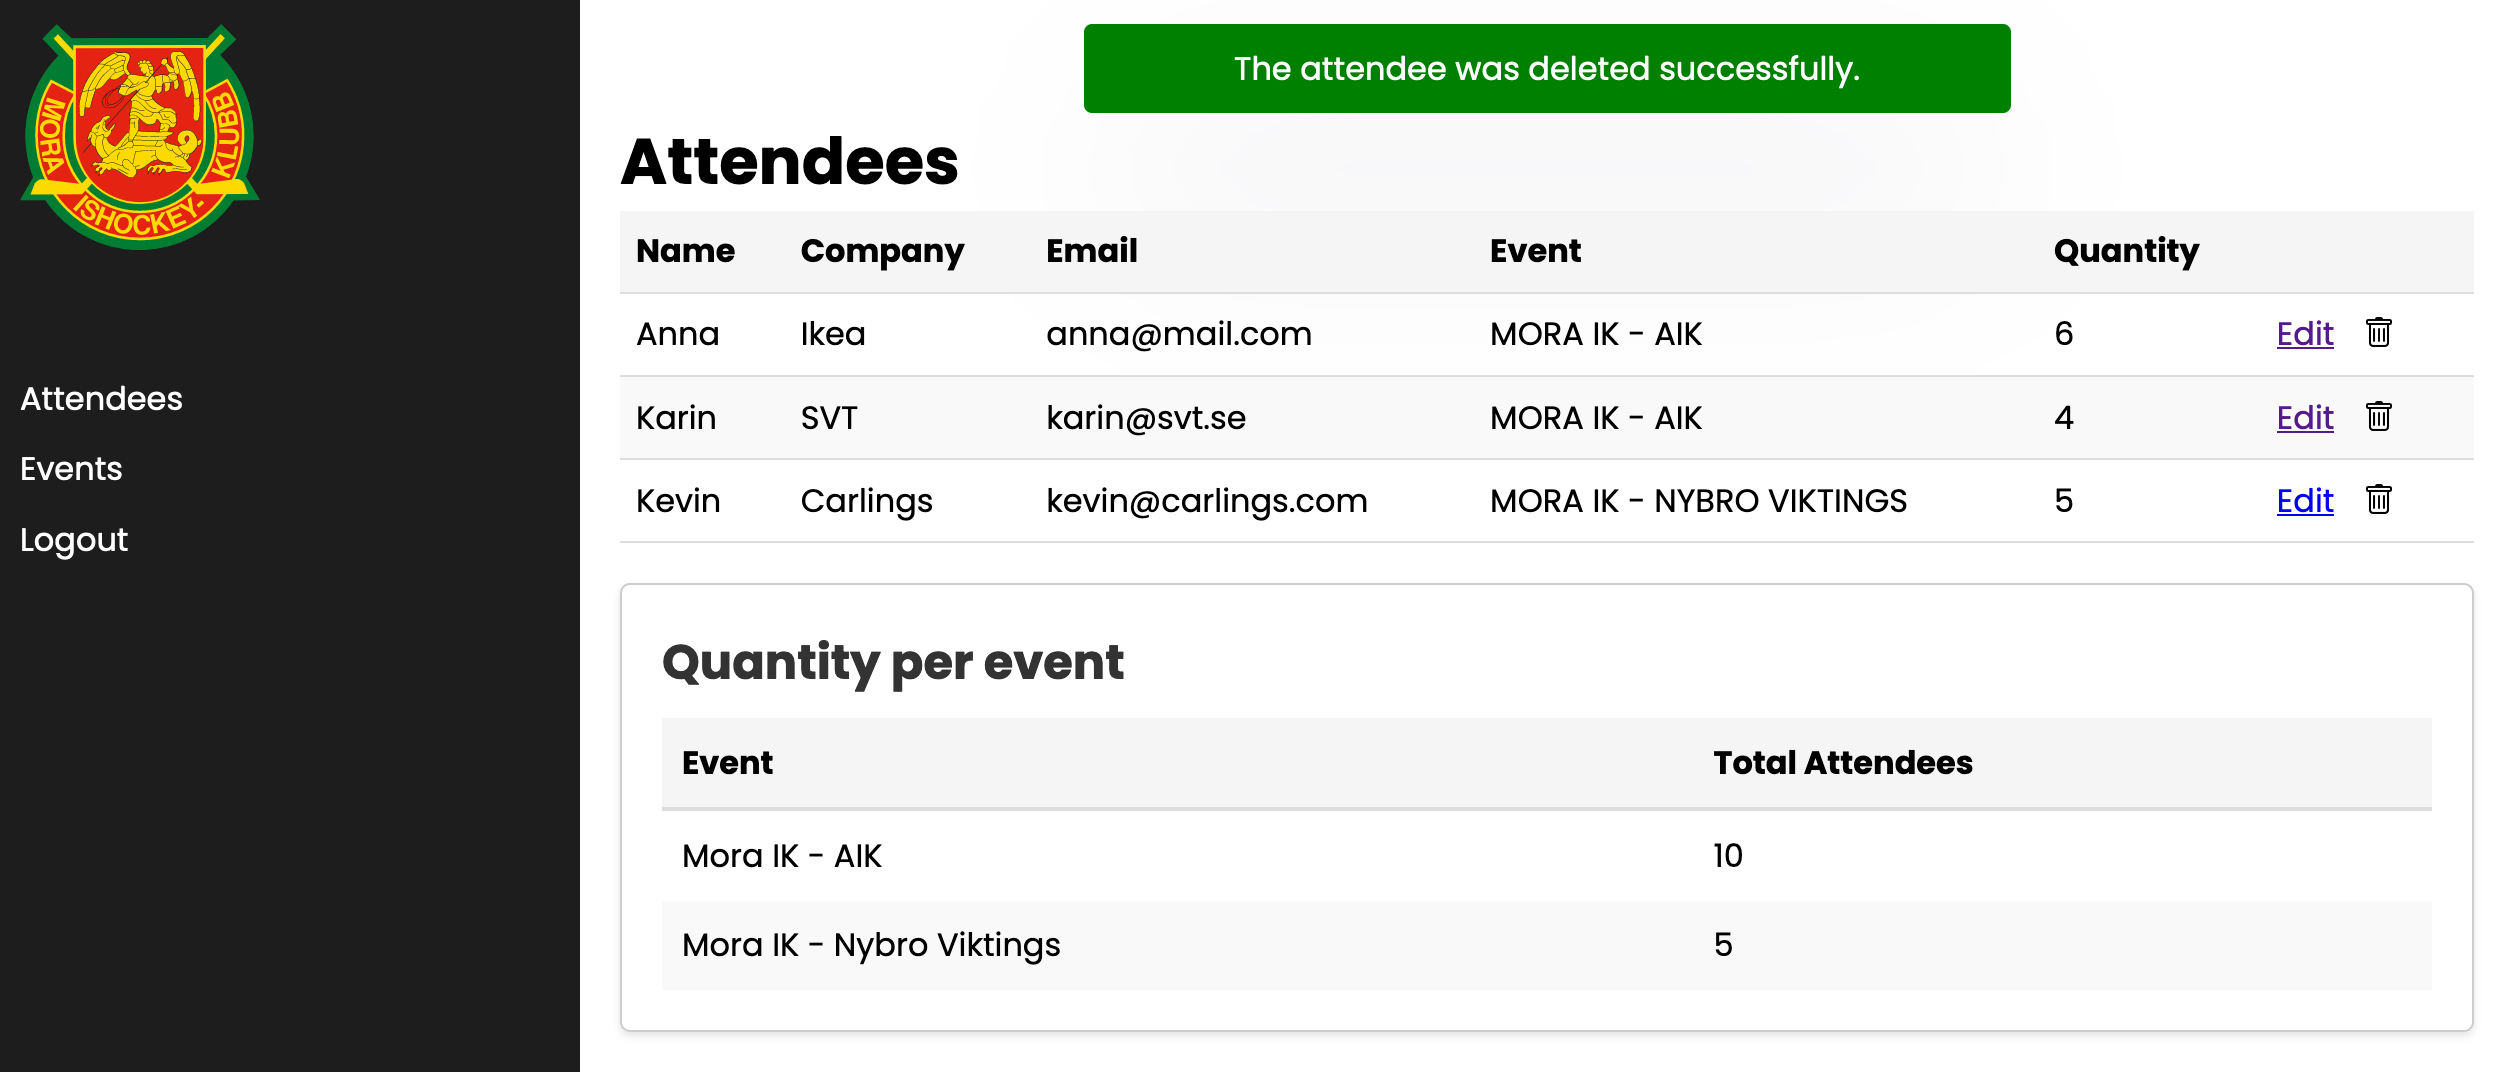 MORA ISHOCKEY- KLUBB
Attendees
Events
Logout
The attendee was deleted successfully.
Attendees
Name Company Email Event Quantity
Anna Ikea anna@mail.com MORA IK - AIK 6 Edit
Karin SVT karin@svt.se MORA IK - AIK 4 Edit
Kevin Carlings kevin@carlings.com MORA IK - NYBRO VIKTINGS 5 Edit
Quantity per event
Event Total Attendees
Mora IK - AIK 10
Mora IK - Nybro Viktings 5